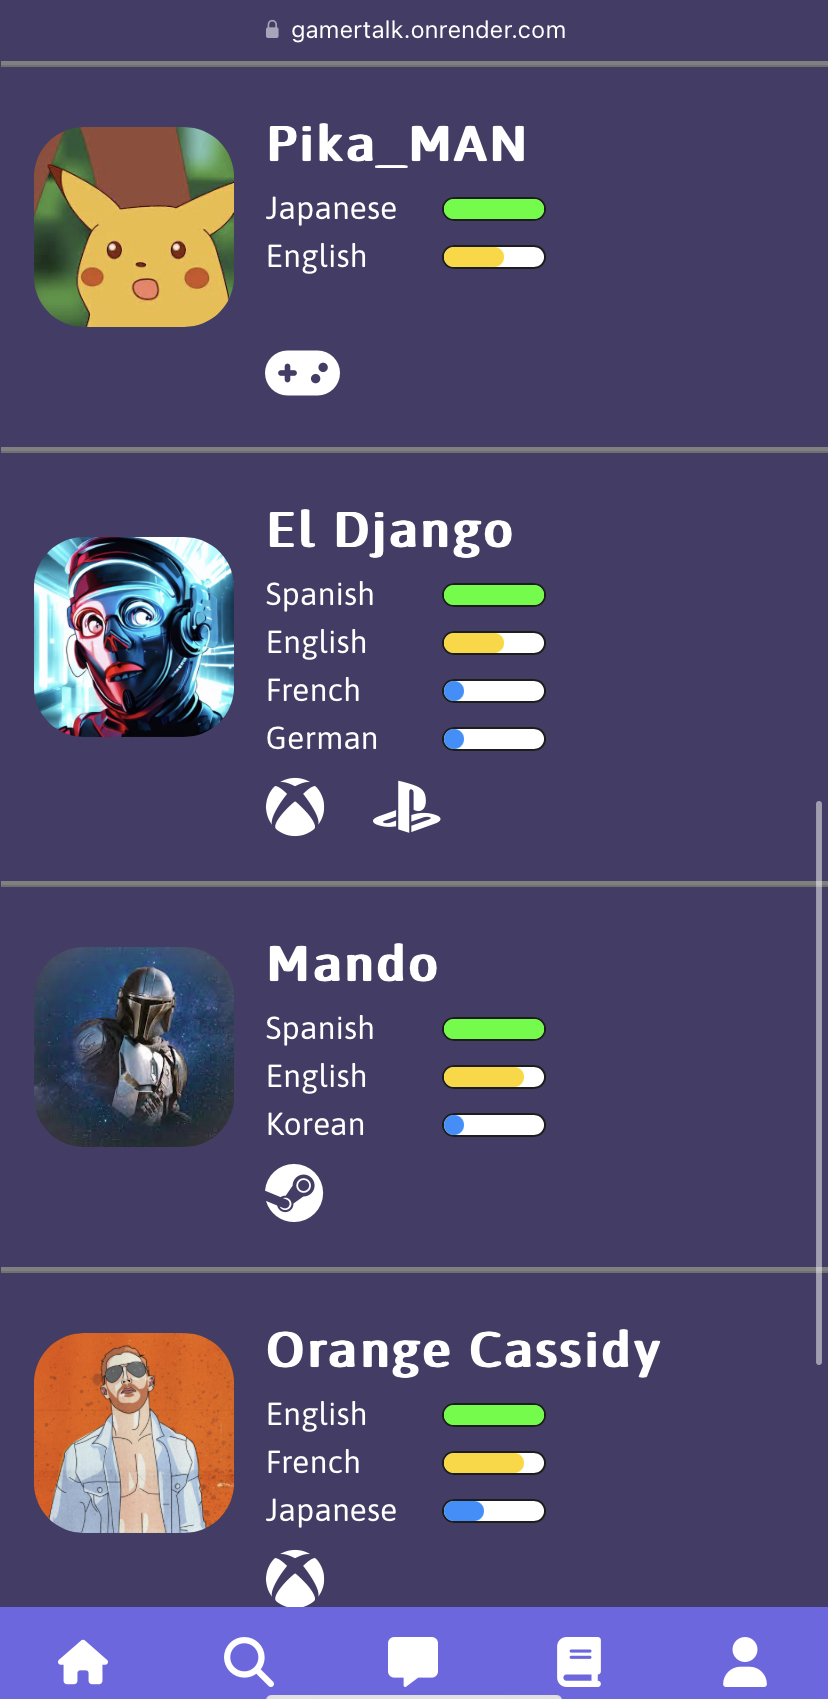 gamertalk.onrender.com
Pika_MAN
Japanese
English
El Django
Spanish
English
French
German
Mando
Spanish
English
Korean
Orange Cassidy
English
French
Japanese